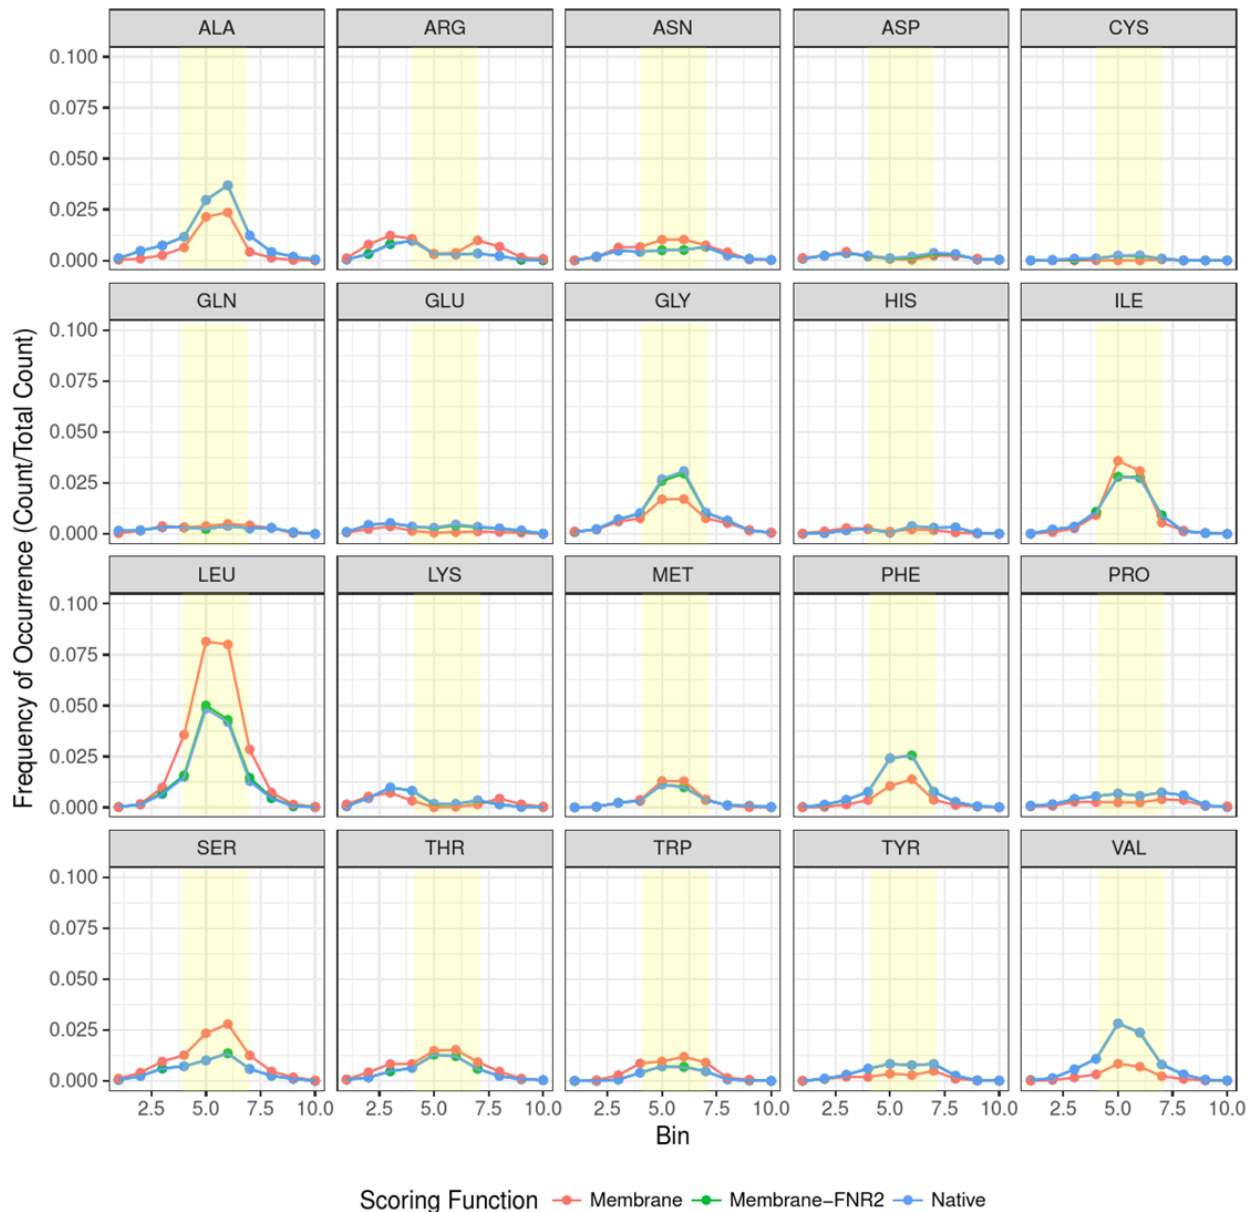 ALA ARG ASN ASP CYS
0.100
0.075
0.050
0.025
0.000
GLN GLU GLY HIS ILE
0.100
0.075
0.050
0.025
0.000
Frequency of Occurrence (Count/Total Count)
LEU LYS MET PHE PRO
0.100
0.075
0.050
0.025
0.000
SER THR TRP TYR VAL
0.100
0.075
0.050
0.025
0.000
2.5 5.0 7.5 10.0 2.5 5.0 7.5 10.0 2.5 5.0 7.5 10.0 2.5 5.0 7.5 10.0 2.5 5.0 7.5 10.0
Bin
Scoring Function Membrane Membrane−FNR2 Native